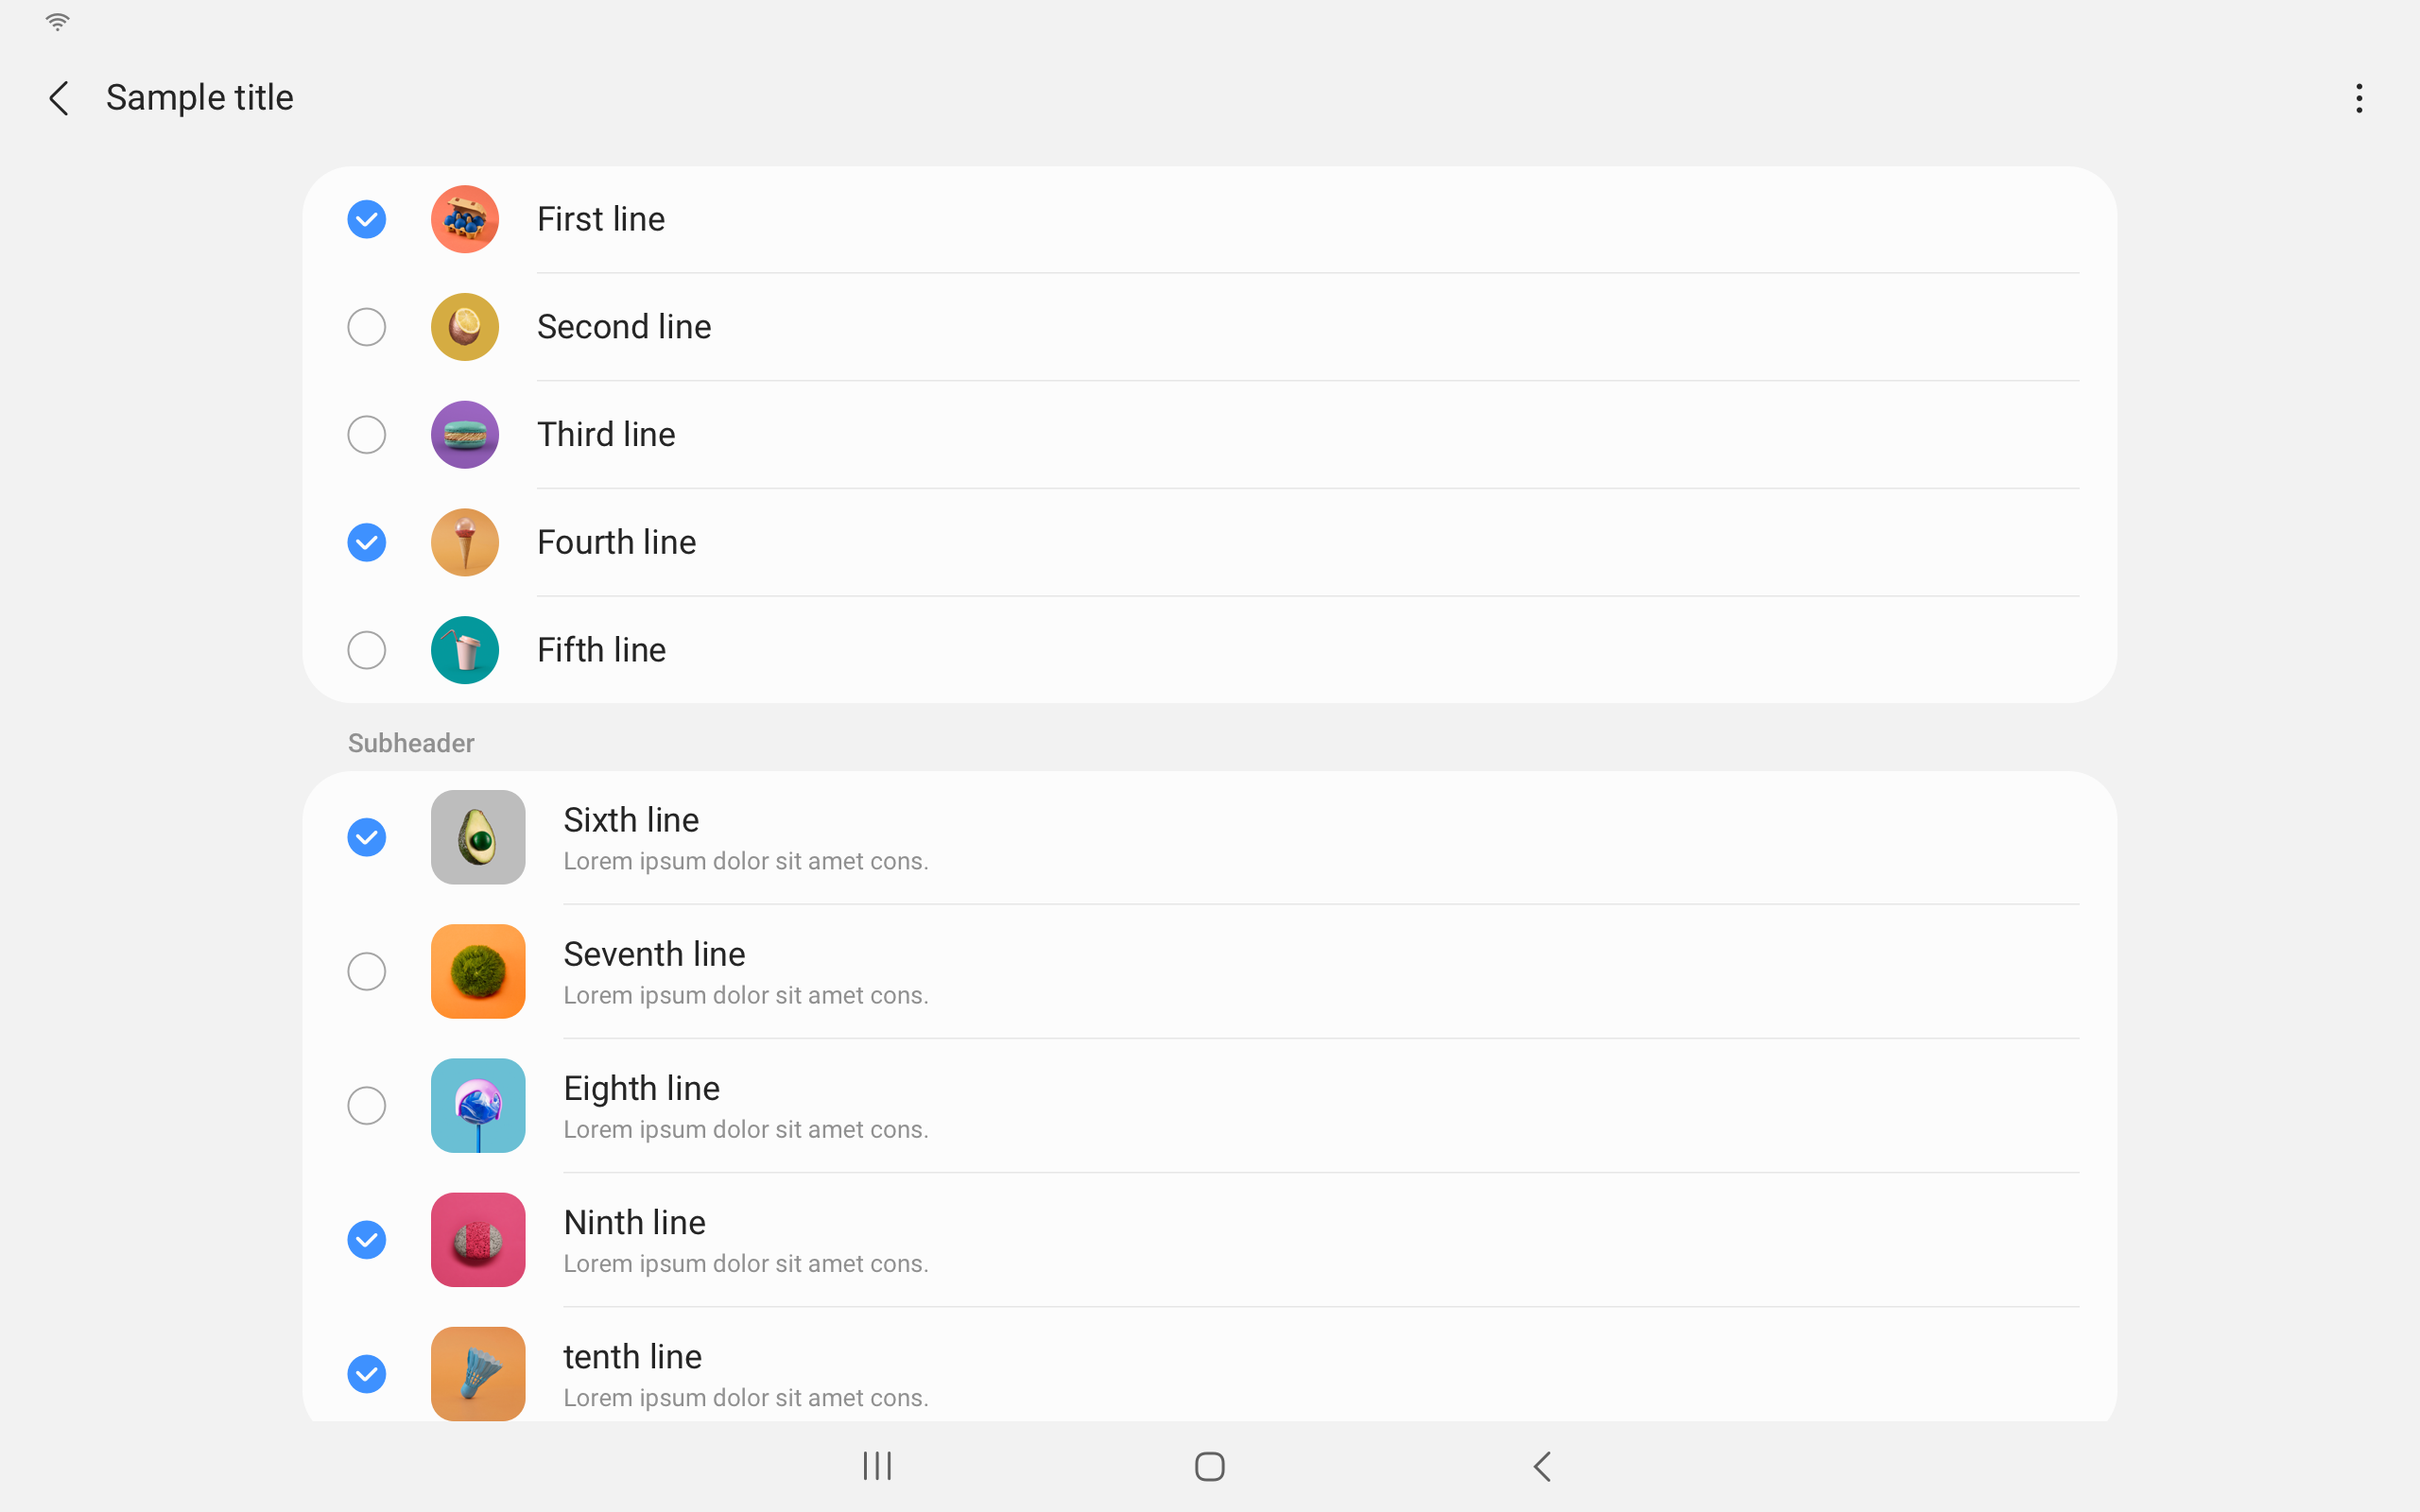 Sample title
First line
Second line
Third line
Fourth line
Fifth line
Subheader
Sixth line
Lorem ipsum dolor sit amet cons.
Seventh line
Lorem ipsum dolor sit amet cons.
Eighth line
Lorem ipsum dolor sit amet cons.
Ninth line
Lorem ipsum dolor sit amet cons.
tenth line
Lorem ipsum dolor sit amet cons.